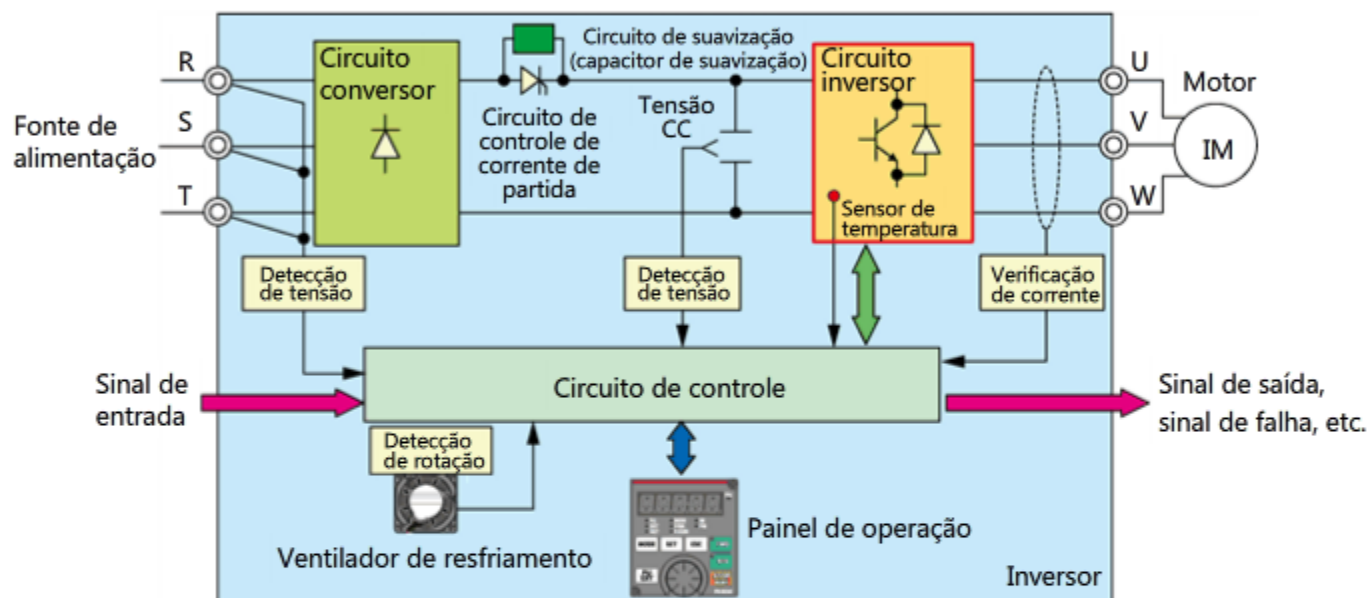 Circuito
conversor
Circuito de suavização
(capacitor de suavização)
Circuito
inversor
R
S
T
Fonte de
alimentação
Circuito de
controle de
corrente de
partida
Tensão
CC
Sensor de
temperatura
U
V
W
Motor
IM
Detecção
de tensão
Detecção
de tensão
Verificação
de corrente
Sinal de
entrada
Circuito de controle
Sinal de saída,
sinal de falha, etc.
Detecção
de rotação
Ventilador de resfriamento
Painel de operação
Inversor
MODE
SET